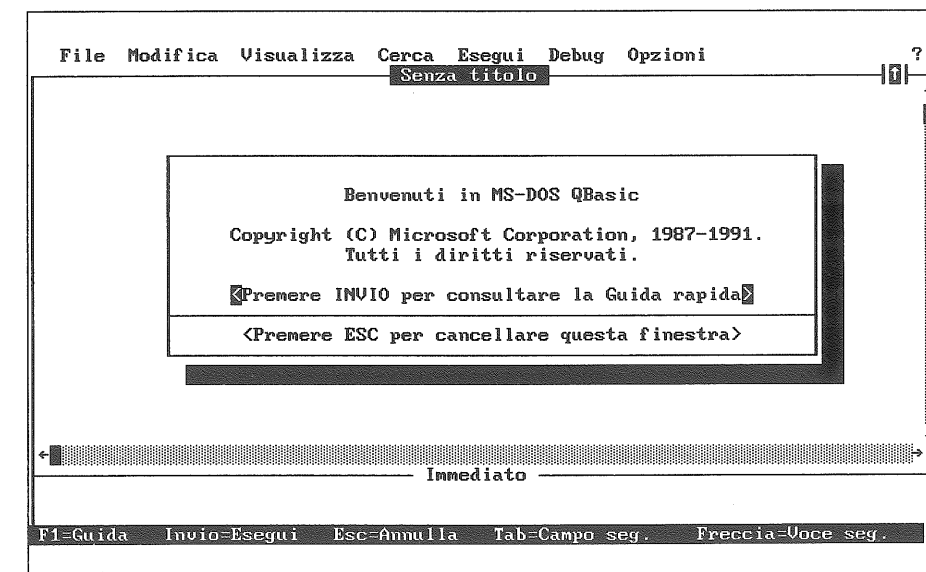 File Modifica Visualizza Cerca Esegui Debug Opzioni ?
Senza titolo
Benvenuti in MS-DOS QBasic
Copyright (C) Microsoft Corporation, 1987-1991.
Tutti i diritti riservati.
<Premere INVIO per consultare la Guida rapida>
<Premere ESC per cancellare questa finestra>
Immediato
F1=Guida Invio=Esegui Esc=Annulla Tab=Campo seg. Freccia=Voce seg.